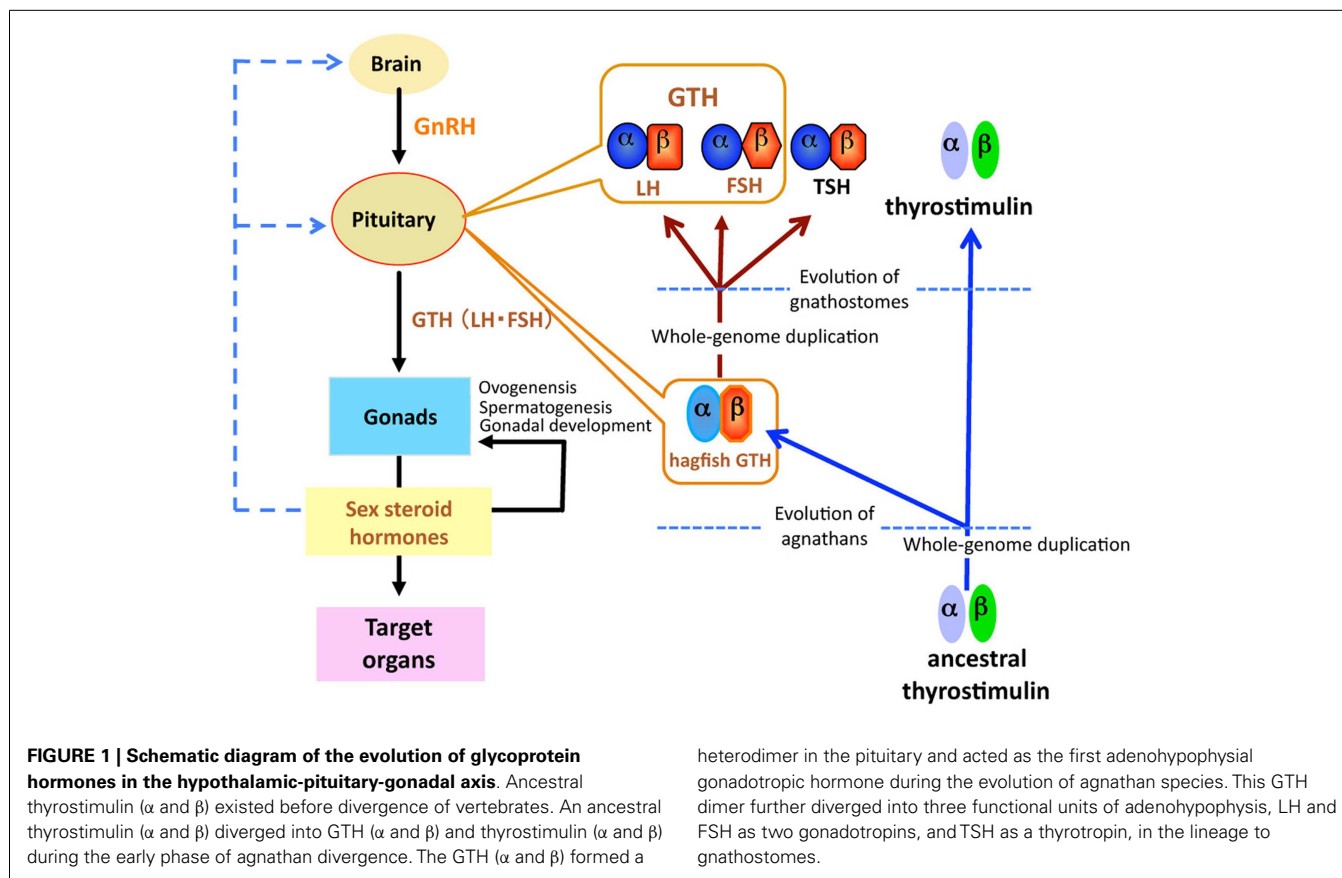 Brain
GnRH
Pituitary
GTH (LH・FSH)
Gonads
Ovogenensis
Spermatogenesis
Gonadal development
Sex steroid
hormones
Target
organs
GTH
α β
LH
α β
FSH
α β
TSH
α β
thyrostimulin
Evolution of
gnathostomes
Whole-genome duplication
α β
hagfish GTH
Evolution of
agnathans
Whole-genome duplication
α β
ancestral
thyrostimulin
FIGURE 1 | Schematic diagram of the evolution of glycoprotein
hormones in the hypothalamic-pituitary-gonadal axis. Ancestral
thyrostimulin (α and β) existed before divergence of vertebrates. An ancestral
thyrostimulin (α and β) diverged into GTH (α and β) and thyrostimulin (α and β)
during the early phase of agnathan divergence. The GTH (α and β) formed a
heterodimer in the pituitary and acted as the first adenohypophysial
gonadotropic hormone during the evolution of agnathan species. This GTH
dimer further diverged into three functional units of adenohypophysis, LH and
FSH as two gonadotropins, and TSH as a thyrotropin, in the lineage to
gnathostomes.